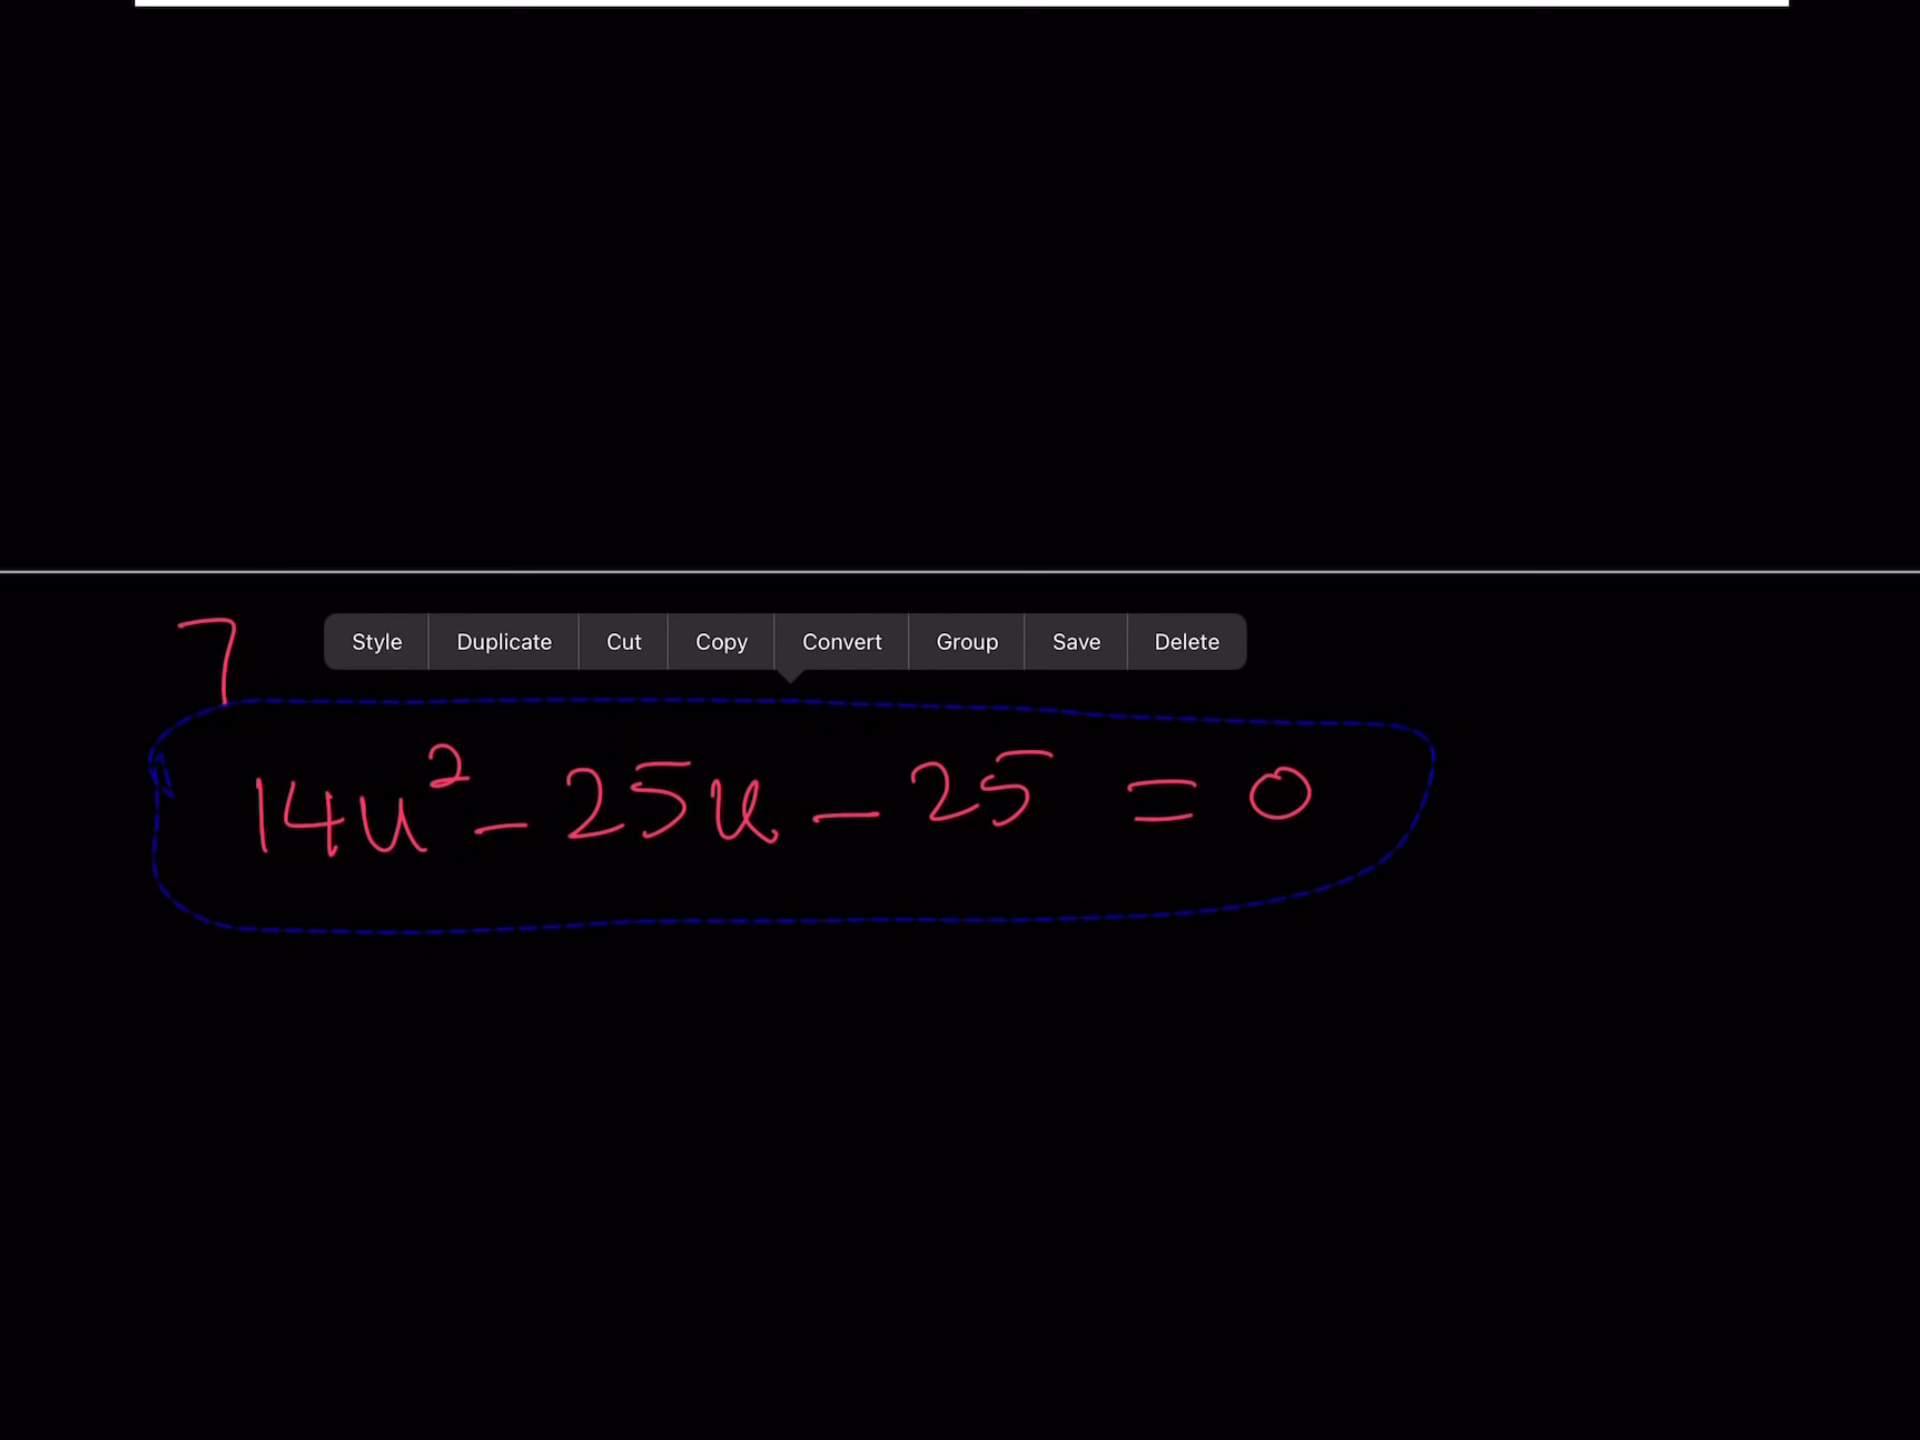 7
Style Duplicate Cut Copy Convert Group Save Delete
14u² - 25u - 25 = 0